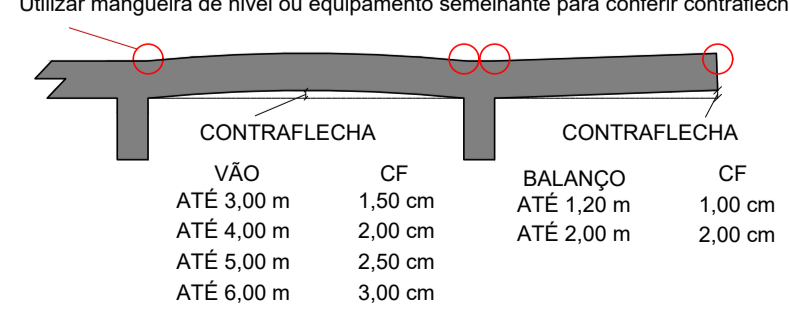 Utilizar mangueira de nível ou equipamento semelhante para conferir contraflech
CONTRAFLECHA CONTRAFLECHA
VÃO CF
ATÉ 3,00 m 1,50 cm
ATÉ 4,00 m 2,00 cm
ATÉ 5,00 m 2,50 cm
ATÉ 6,00 m 3,00 cm
BALANÇO CF
ATÉ 1,20 m 1,00 cm
ATÉ 2,00 m 2,00 cm